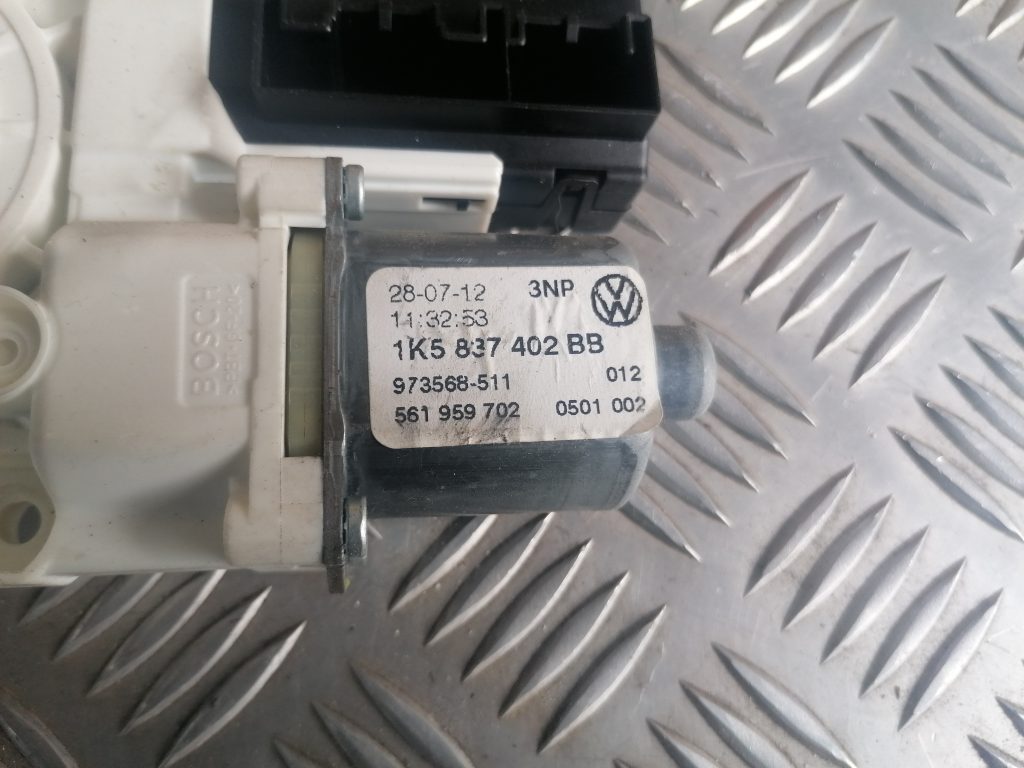 28-07-12 3NP
11:32:53
1K5 837 402 BB
973568-511 012
561 959 702 0501 002
BOSCH